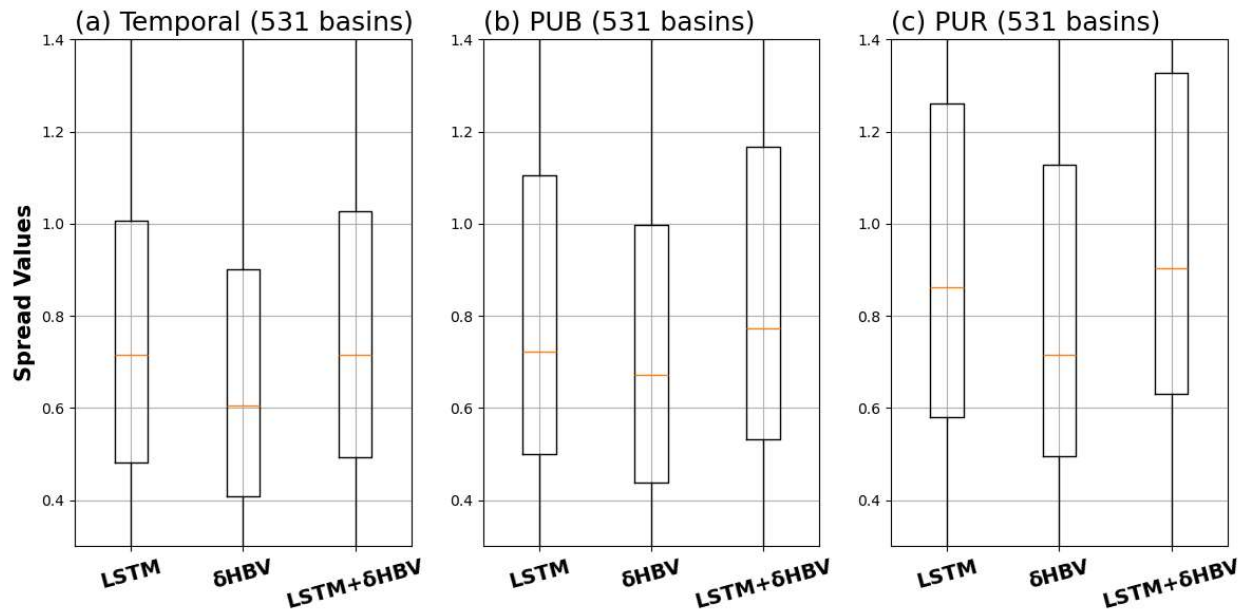 (a) Temporal (531 basins)
(b) PUB (531 basins)
(c) PUR (531 basins)
Spread Values
1.4
1.2
1.0
0.8
0.6
0.4
LSTM
δHBV
LSTM+δHBV
1.4
1.2
1.0
0.8
0.6
0.4
LSTM
δHBV
LSTM+δHBV
1.4
1.2
1.0
0.8
0.6
0.4
LSTM
δHBV
LSTM+δHBV